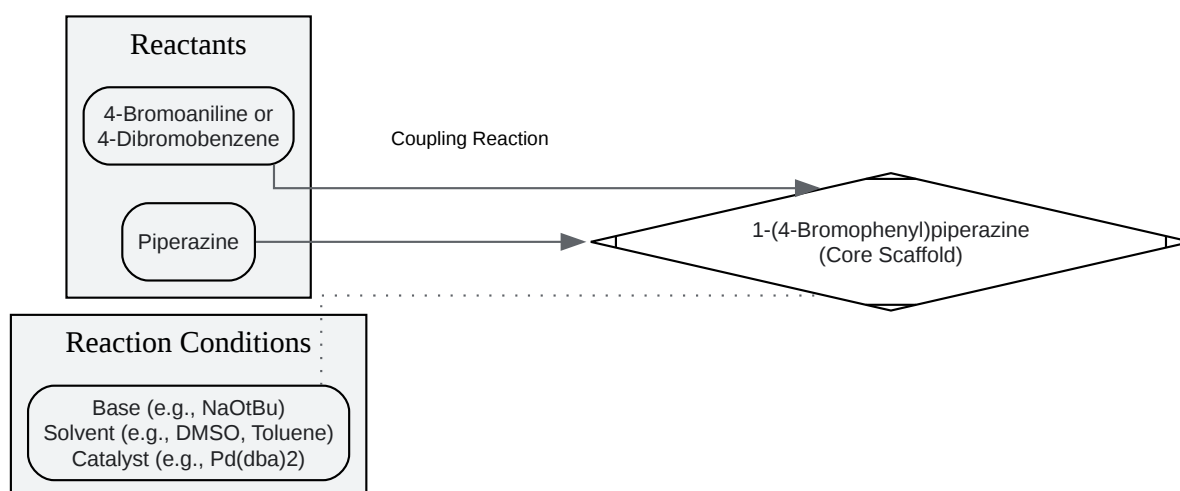 Reactants
4-Bromoaniline or
4-Dibromobenzene
Coupling Reaction
Piperazine
1-(4-Bromophenyl)piperazine
(Core Scaffold)
Reaction Conditions
Base (e.g., NaOtBu)
Solvent (e.g., DMSO, Toluene)
Catalyst (e.g., Pd(dba)2)